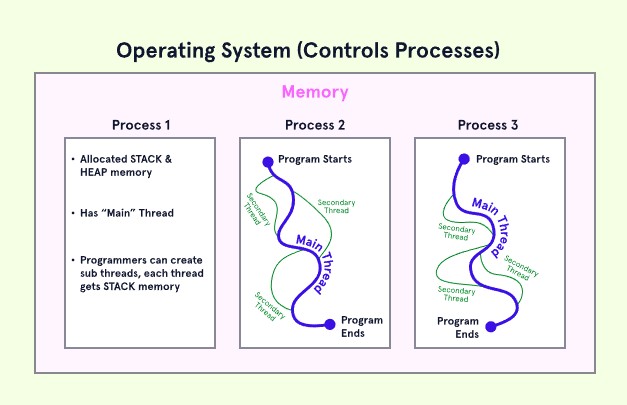 Operating System (Controls Processes)
Memory
Process 1
• Allocated STACK &
HEAP memory
• Has “Main” Thread
• Programmers can create
sub threads, each thread
gets STACK memory
Process 2
Program Starts
Secondary
Thread
Secondary
Thread
Main Thread
Secondary
Thread
Program
Ends
Process 3
Program Starts
Main Thread
Secondary
Thread
Secondary
Thread
Secondary
Thread
Program
Ends